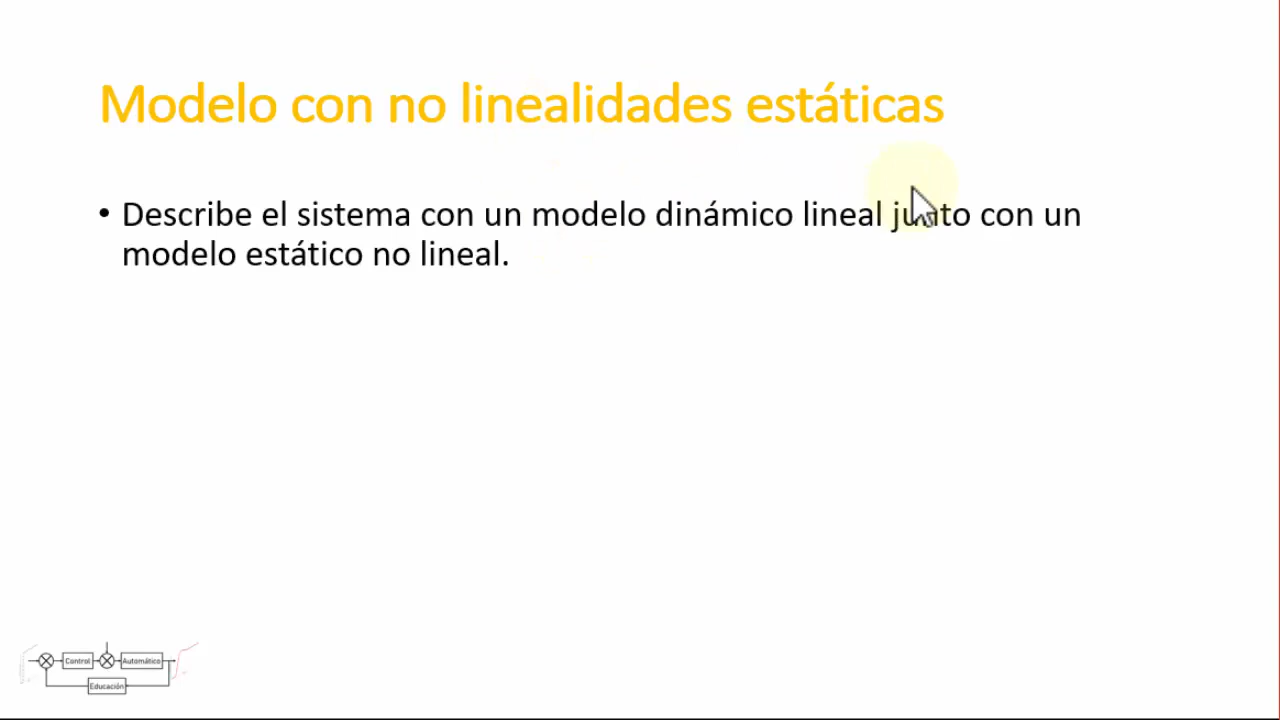 Modelo con no linealidades estáticas
• Describe el sistema con un modelo dinámico lineal junto con un
modelo estático no lineal.
Control
Automático
Educación